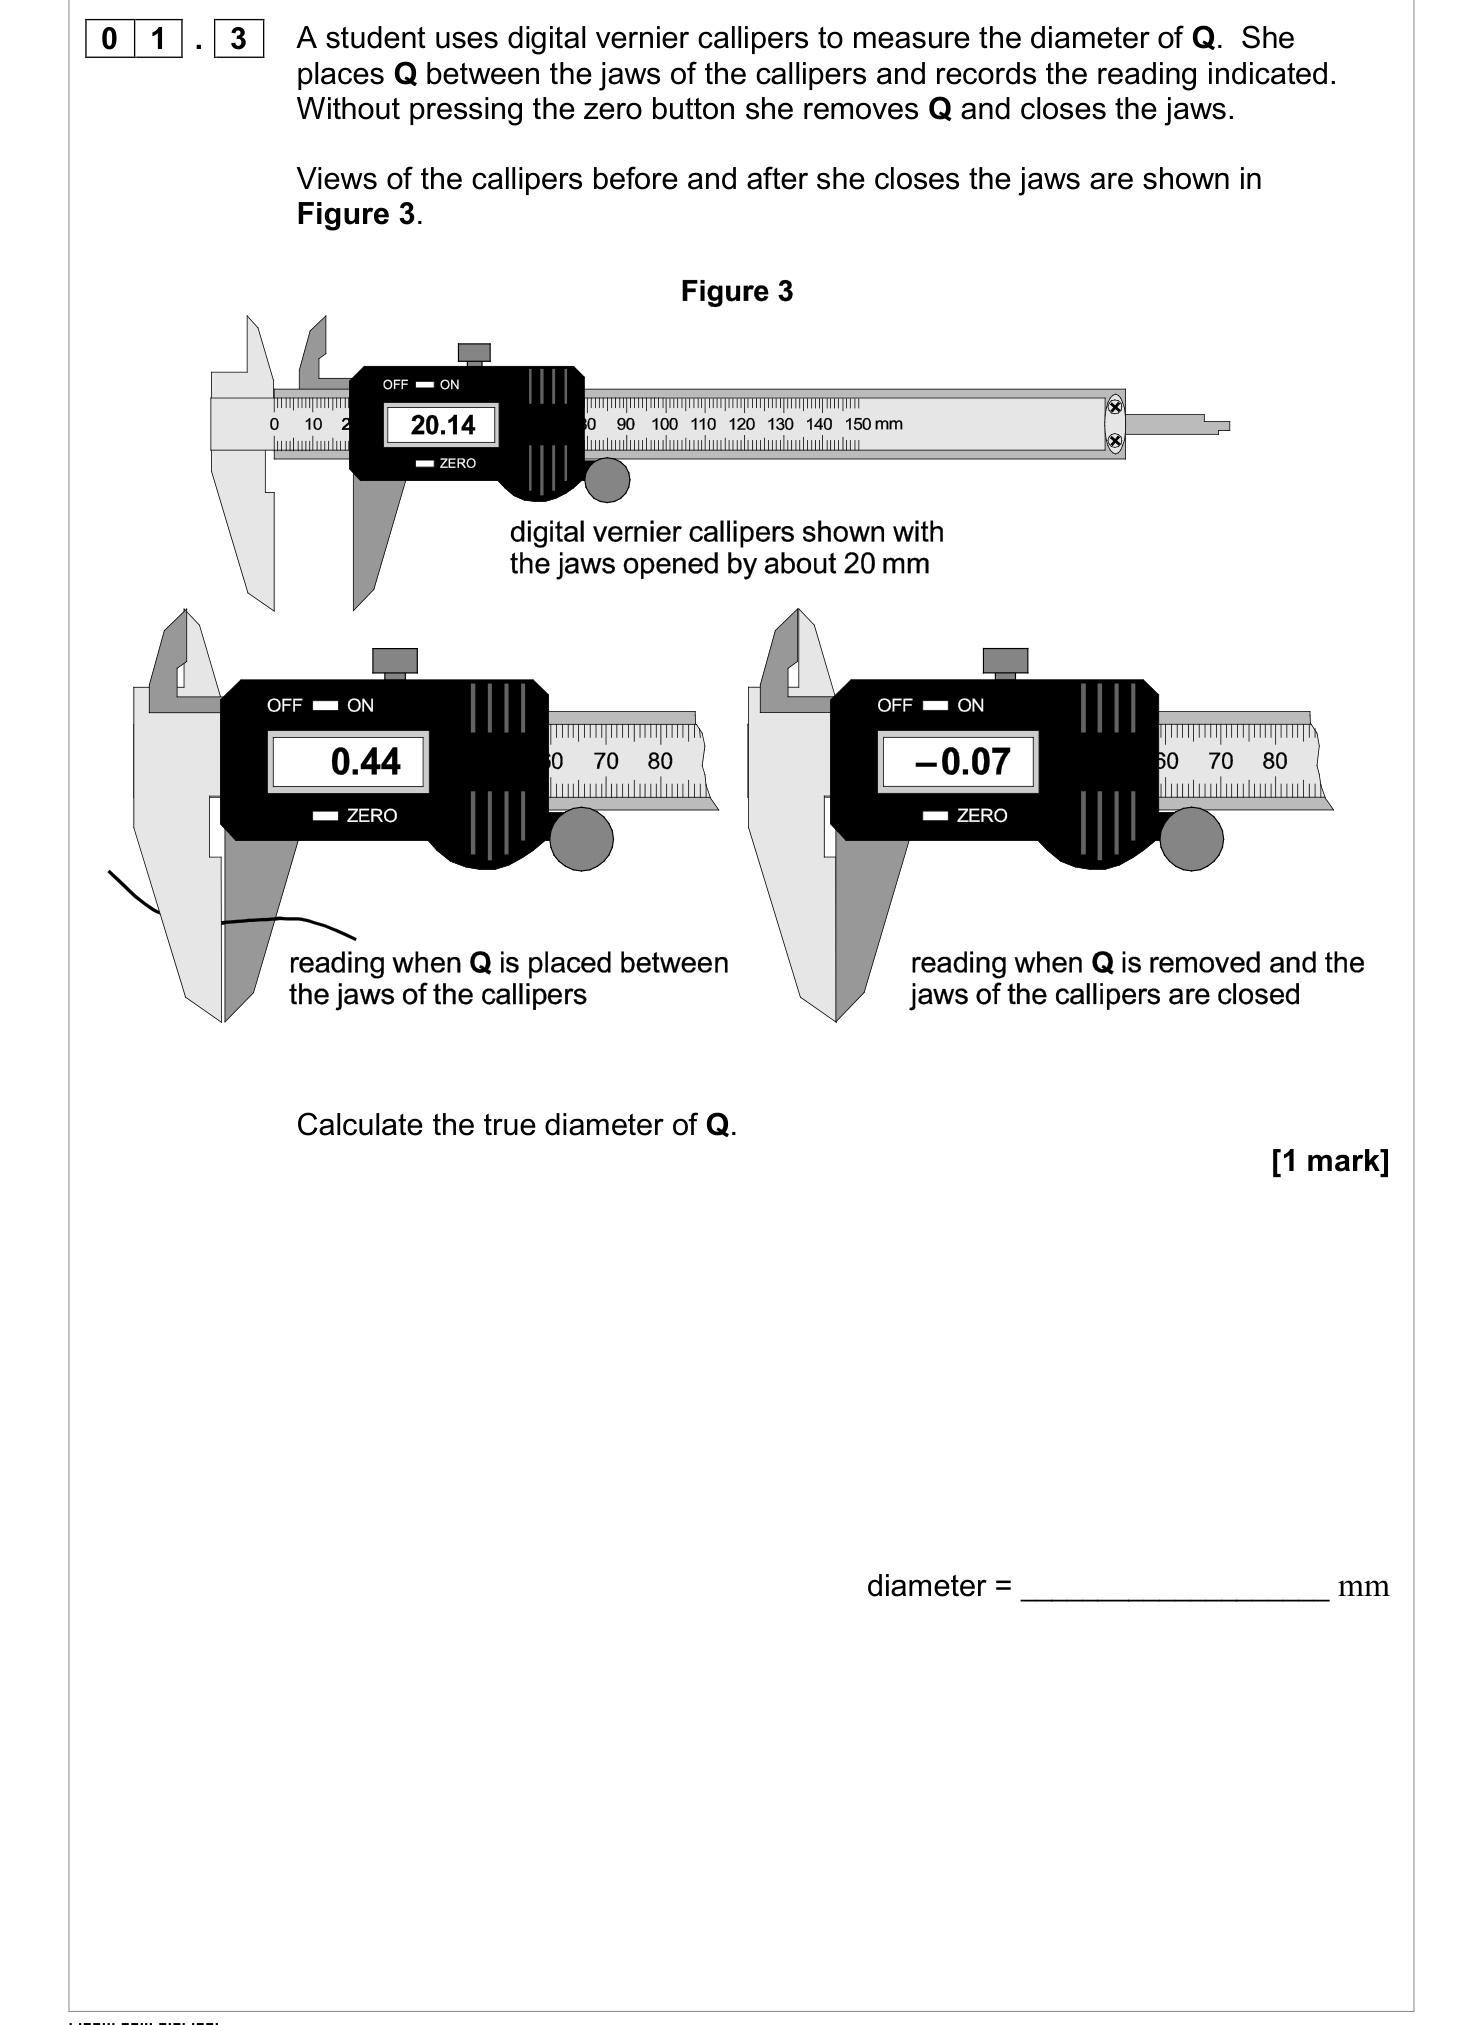 0 1 . 3 A student uses digital vernier callipers to measure the diameter of Q. She
places Q between the jaws of the callipers and records the reading indicated.
Without pressing the zero button she removes Q and closes the jaws.
Views of the callipers before and after she closes the jaws are shown in
Figure 3.
Figure 3
OFF ON
0 10 2 20.14 80 90 100 110 120 130 140 150 mm
ZERO
digital vernier callipers shown with
the jaws opened by about 20 mm
OFF ON
0.44 60 70 80
ZERO
reading when Q is placed between
the jaws of the callipers
OFF ON
–0.07 60 70 80
ZERO
reading when Q is removed and the
jaws of the callipers are closed
Calculate the true diameter of Q.
[1 mark]
diameter = ____________________ mm